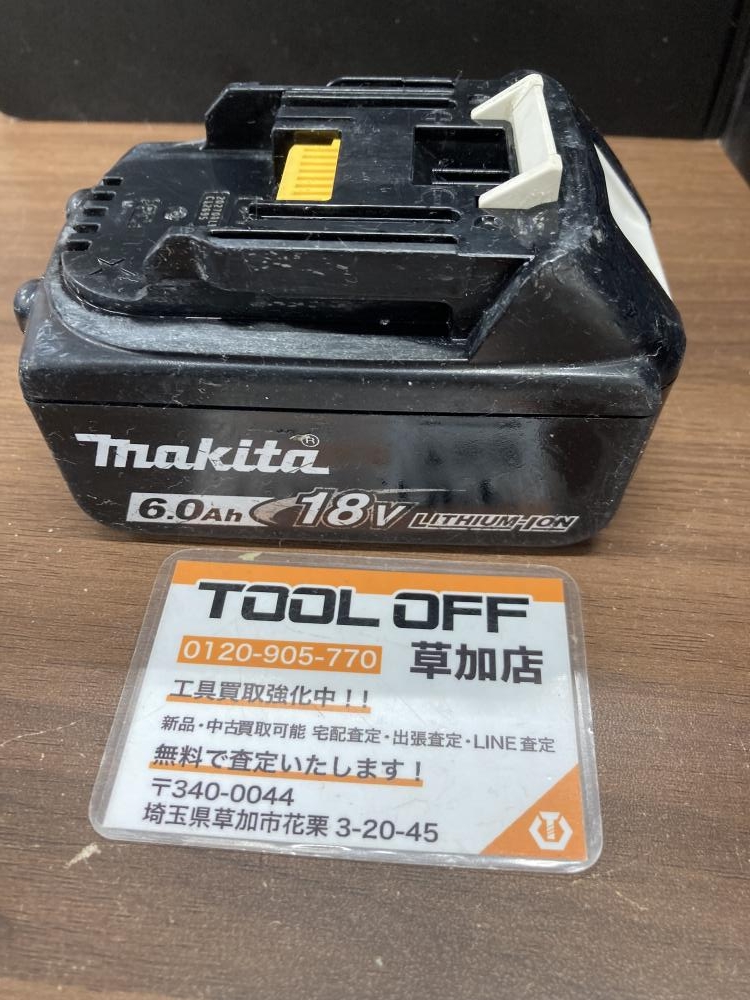 makita®
6.0Ah 18V LITHIUM-ION
TOOL OFF
0120-905-770 草加店
工具買取強化中！！
新品・中古買取可能 宅配査定・出張査定・LINE査定
無料で査定いたします！
〒340-0044
埼玉県草加市花栗 3-20-45